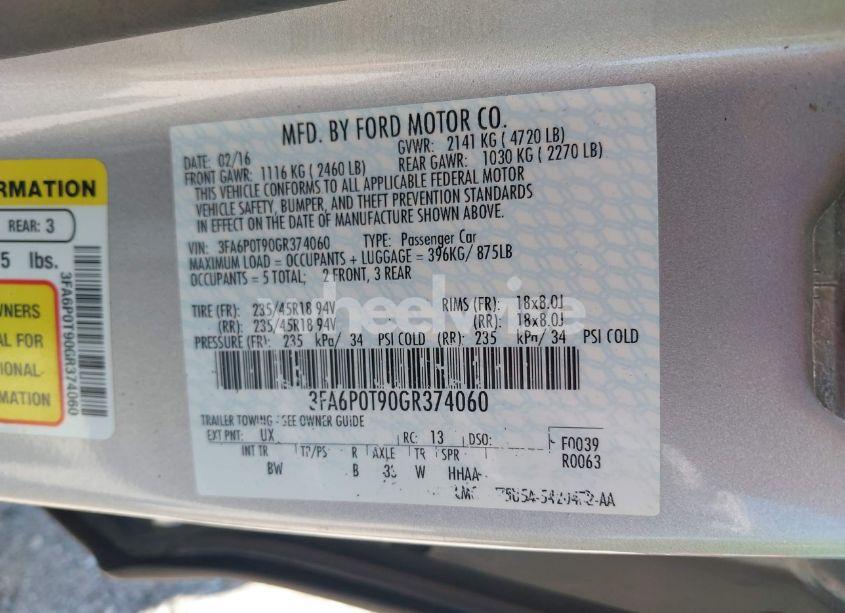 MFD. BY FORD MOTOR CO.
DATE: 02/16
GVWR: 2141 KG ( 4720 LB)
FRONT GAWR: 1116 KG ( 2460 LB)
REAR GAWR: 1030 KG ( 2270 LB)
THIS VEHICLE CONFORMS TO ALL APPLICABLE FEDERAL MOTOR
VEHICLE SAFETY, BUMPER, AND THEFT PREVENTION STANDARDS
IN EFFECT ON THE DATE OF MANUFACTURE SHOWN ABOVE.
VIN: 3FA6P0T90GR374060 TYPE: Passenger Car
MAXIMUM LOAD = OCCUPANTS + LUGGAGE = 396KG/ 875LB
OCCUPANTS = 5 TOTAL; 2 FRONT, 3 REAR
TIRE (FR): 235/45R18 94V RIMS (FR): 18x8.0J
(RR): 235/45R18 94V (RR): 18x8.0J
PRESSURE (FR): 235 kPa/ 34 PSI COLD (RR): 235 kPa/ 34 PSI COLD
3FA6P0T90GR374060
TRAILER TOWING - SEE OWNER GUIDE
EXT PNT: UX RC: 13 DSO: F0039
R0063
INT TR TP/PS R AXLE TR SPR
BW B 33 W HHAA
RMATION
REAR: 3
5 lbs.
WNERS
AL FOR
TIONAL
MATION
3FA6P0T90GR374060